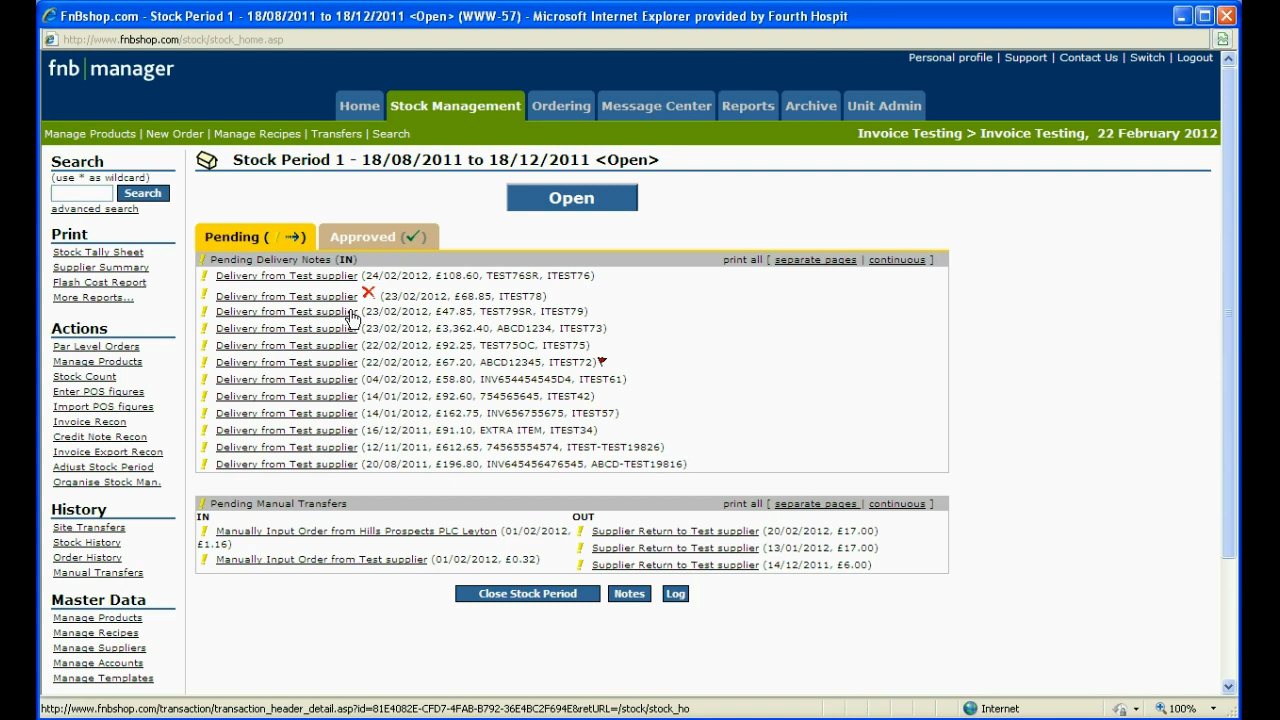 FnBshop.com - Stock Period 1 - 18/08/2011 to 18/12/2011 <Open> (WWW-57) - Microsoft Internet Explorer provided by Fourth Hospit
http://www.fnbshop.com/stock/stock_home.asp
Personal profile | Support | Contact Us | Switch | Logout
fnb|manager
Home Stock Management Ordering Message Center Reports Archive Unit Admin
Manage Products | New Order | Manage Recipes | Transfers | Search
Invoice Testing > Invoice Testing, 22 February 2012
Search
(use * as wildcard)
Search
advanced search
Print
Stock Tally Sheet
Supplier Summary
Flash Cost Report
More Reports...
Actions
Par Level Orders
Manage Products
Stock Count
Enter POS figures
Import POS figures
Invoice Recon
Credit Note Recon
Invoice Export Recon
Adjust Stock Period
Organise Stock Man.
History
Site Transfers
Stock History
Order History
Manual Transfers
Master Data
Manage Products
Manage Recipes
Manage Suppliers
Manage Accounts
Manage Templates
Stock Period 1 - 18/08/2011 to 18/12/2011 <Open>
Open
Pending ( / ) Approved (✓)
Pending Delivery Notes (IN) print all [ separate pages | continuous ]
Delivery from Test supplier (24/02/2012, £108.60, TEST76SR, ITEST76)
Delivery from Test supplier (23/02/2012, £68.85, ITEST78)
Delivery from Test supplier (23/02/2012, £47.85, TEST79SR, ITEST79)
Delivery from Test supplier (23/02/2012, £3,362.40, ABCD1234, ITEST73)
Delivery from Test supplier (22/02/2012, £92.25, TEST75OC, ITEST75)
Delivery from Test supplier (22/02/2012, £67.20, ABCD12345, ITEST72)
Delivery from Test supplier (04/02/2012, £58.80, INV654454545D4, ITEST61)
Delivery from Test supplier (14/01/2012, £92.60, 754565645, ITEST42)
Delivery from Test supplier (14/01/2012, £162.75, INV656755675, ITEST57)
Delivery from Test supplier (16/12/2011, £91.10, EXTRA ITEM, ITEST34)
Delivery from Test supplier (12/11/2011, £612.65, 74565554574, ITEST-TEST19826)
Delivery from Test supplier (20/08/2011, £196.80, INV645456476545, ABCD-TEST19816)
Pending Manual Transfers print all [ separate pages | continuous ]
IN
Manually Input Order from Hills Prospects PLC Leyton (01/02/2012,
£1.16)
Manually Input Order from Test supplier (01/02/2012, £0.32)
OUT
Supplier Return to Test supplier (20/02/2012, £17.00)
Supplier Return to Test supplier (13/01/2012, £17.00)
Supplier Return to Test supplier (14/12/2011, £6.00)
Close Stock Period Notes Log
http://www.fnbshop.com/transaction/transaction_header_detail.asp?id=81E4082E-CFD7-4FAB-B792-36E4BC2F694E&retURL=/stock/stock_ho
Internet
100%